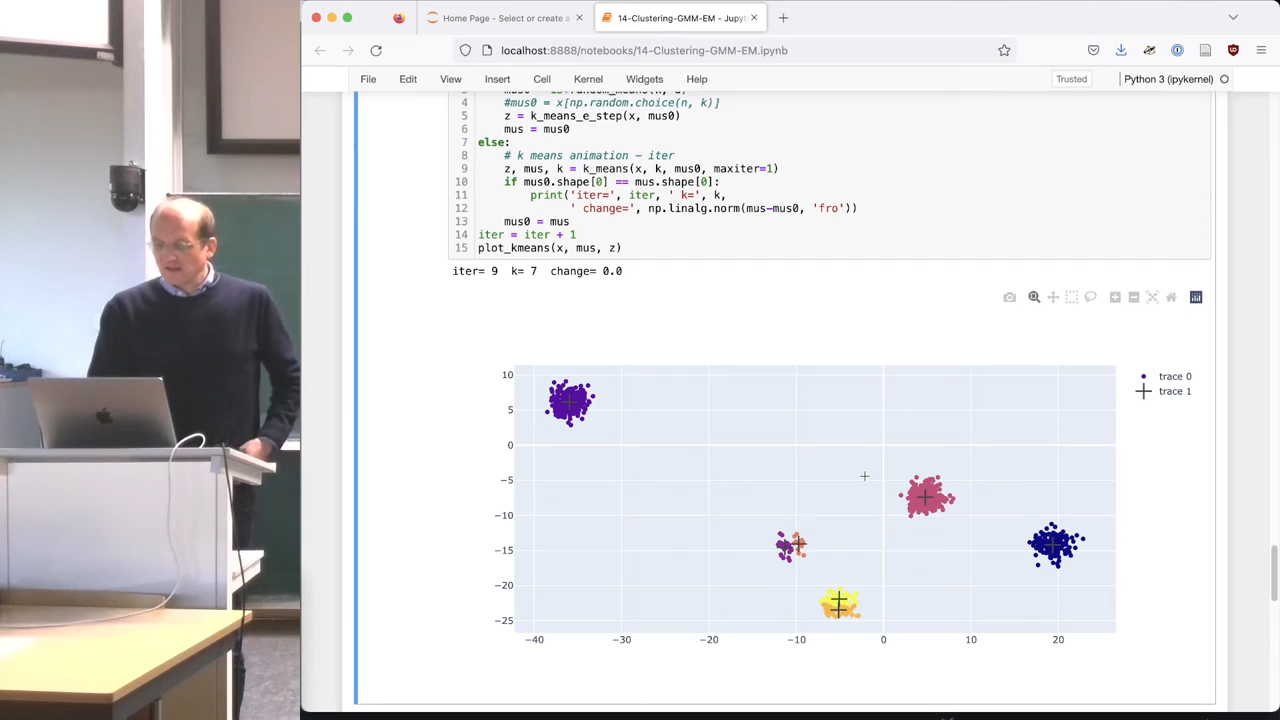 Home Page - Select or create a
14-Clustering-GMM-EM - Jupyt
localhost:8888/notebooks/14-Clustering-GMM-EM.ipynb
File Edit View Insert Cell Kernel Widgets Help Trusted Python 3 (ipykernel)
4 #mus0 = x[np.random.choice(n, k)]
5 z = k_means_e_step(x, mus0)
6 mus = mus0
7 else:
8 # k means animation - iter
9 z, mus, k = k_means(x, k, mus0, maxiter=1)
10 if mus0.shape[0] == mus.shape[0]:
11 print('iter=', iter, ' k=', k,
12 ' change=', np.linalg.norm(mus-mus0, 'fro'))
13 mus0 = mus
14 iter = iter + 1
15 plot_kmeans(x, mus, z)
iter= 9 k= 7 change= 0.0
trace 0
trace 1
10
5
0
−5
−10
−15
−20
−25
−40 −30 −20 −10 0 10 20